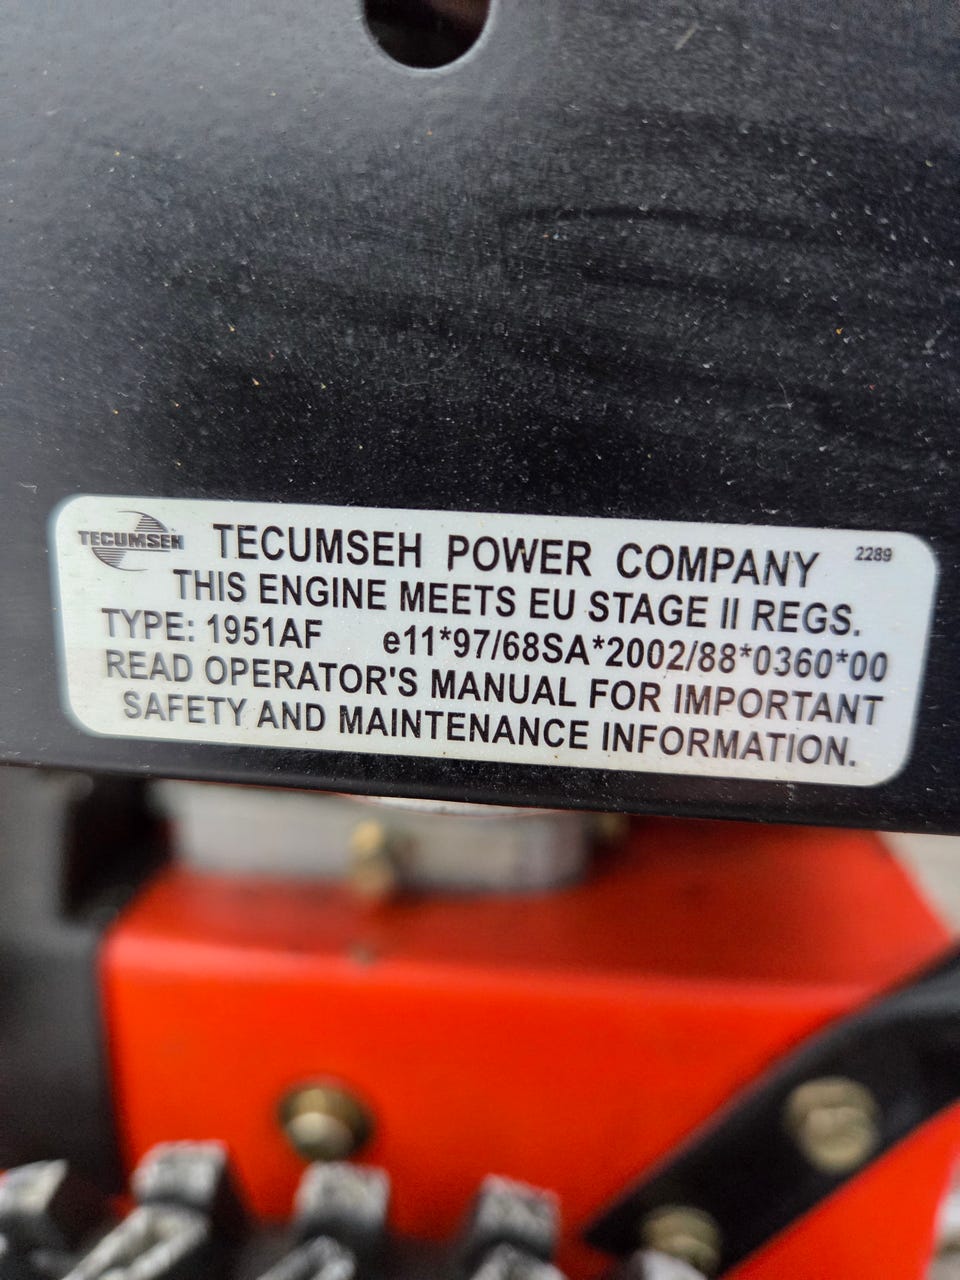 TECUMSEH TECUMSEH POWER COMPANY 2289
THIS ENGINE MEETS EU STAGE II REGS.
TYPE: 1951AF e11*97/68SA*2002/88*0360*00
READ OPERATOR'S MANUAL FOR IMPORTANT
SAFETY AND MAINTENANCE INFORMATION.